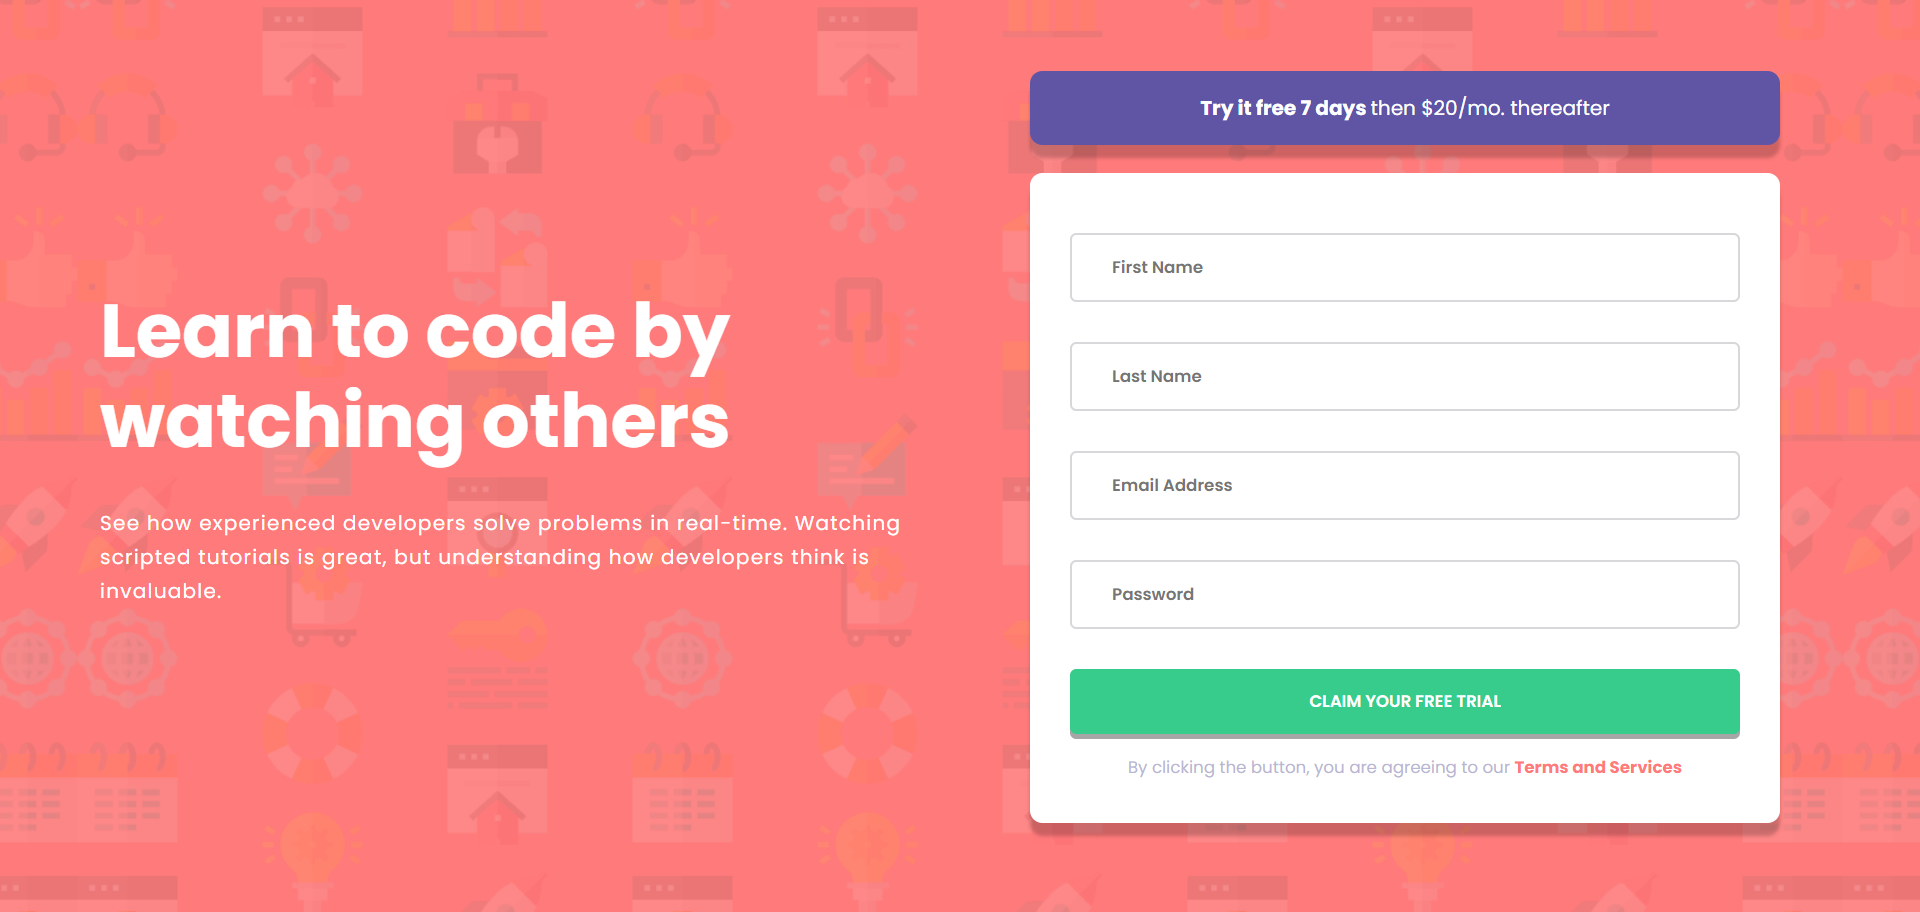 Learn to code by
watching others
See how experienced developers solve problems in real-time. Watching
scripted tutorials is great, but understanding how developers think is
invaluable.
Try it free 7 days then $20/mo. thereafter
First Name
Last Name
Email Address
Password
CLAIM YOUR FREE TRIAL
By clicking the button, you are agreeing to our Terms and Services